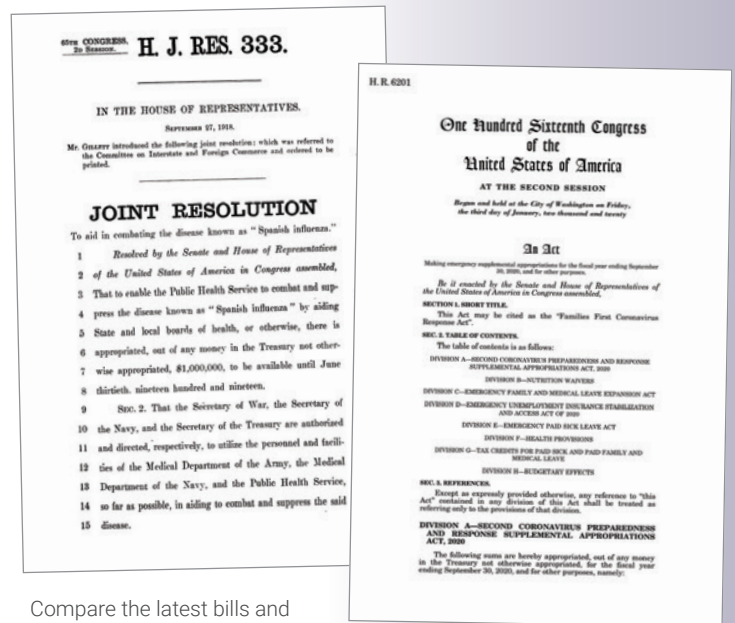 65TH CONGRESS,
2D SESSION.
H. J. RES. 333.
IN THE HOUSE OF REPRESENTATIVES.
SEPTEMBER 27, 1918.
Mr. GILLETT introduced the following joint resolution; which was referred to
the Committee on Interstate and Foreign Commerce and ordered to be
printed.
JOINT RESOLUTION
To aid in combating the disease known as "Spanish influenza."
1 Resolved by the Senate and House of Representatives
2 of the United States of America in Congress assembled,
3 That to enable the Public Health Service to combat and sup-
4 press the disease known as "Spanish influenza" by aiding
5 State and local boards of health, or otherwise, there is
6 appropriated, out of any money in the Treasury not other-
7 wise appropriated, $1,000,000, to be available until June
8 thirtieth, nineteen hundred and nineteen.
9 SEC. 2. That the Secretary of War, the Secretary of
10 the Navy, and the Secretary of the Treasury are authorized
11 and directed, respectively, to utilize the personnel and facili-
12 ties of the Medical Department of the Army, the Medical
13 Department of the Navy, and the Public Health Service,
14 so far as possible, in aiding to combat and suppress the said
15 disease.
H. R. 6201
One Hundred Sixteenth Congress
of the
United States of America
AT THE SECOND SESSION
Begun and held at the City of Washington on Friday,
the third day of January, two thousand and twenty
An Act
Making emergency supplemental appropriations for the fiscal year ending September
30, 2020, and for other purposes.
Be it enacted by the Senate and House of Representatives of
the United States of America in Congress assembled,
SECTION 1. SHORT TITLE.
This Act may be cited as the "Families First Coronavirus
Response Act".
SEC. 2. TABLE OF CONTENTS.
The table of contents is as follows:
DIVISION A—SECOND CORONAVIRUS PREPAREDNESS AND RESPONSE
SUPPLEMENTAL APPROPRIATIONS ACT, 2020
DIVISION B—NUTRITION WAIVERS
DIVISION C—EMERGENCY FAMILY AND MEDICAL LEAVE EXPANSION ACT
DIVISION D—EMERGENCY UNEMPLOYMENT INSURANCE STABILIZATION
AND ACCESS ACT OF 2020
DIVISION E—EMERGENCY PAID SICK LEAVE ACT
DIVISION F—HEALTH PROVISIONS
DIVISION G—TAX CREDITS FOR PAID SICK AND PAID FAMILY AND
MEDICAL LEAVE
DIVISION H—BUDGETARY EFFECTS
SEC. 3. REFERENCES.
Except as expressly provided otherwise, any reference to "this
Act" contained in any division of this Act shall be treated as
referring only to the provisions of that division.
DIVISION A—SECOND CORONAVIRUS PREPAREDNESS
AND RESPONSE SUPPLEMENTAL APPROPRIATIONS
ACT, 2020
The following sums are hereby appropriated, out of any money
in the Treasury not otherwise appropriated, for the fiscal year
ending September 30, 2020, and for other purposes, namely:
Compare the latest bills and